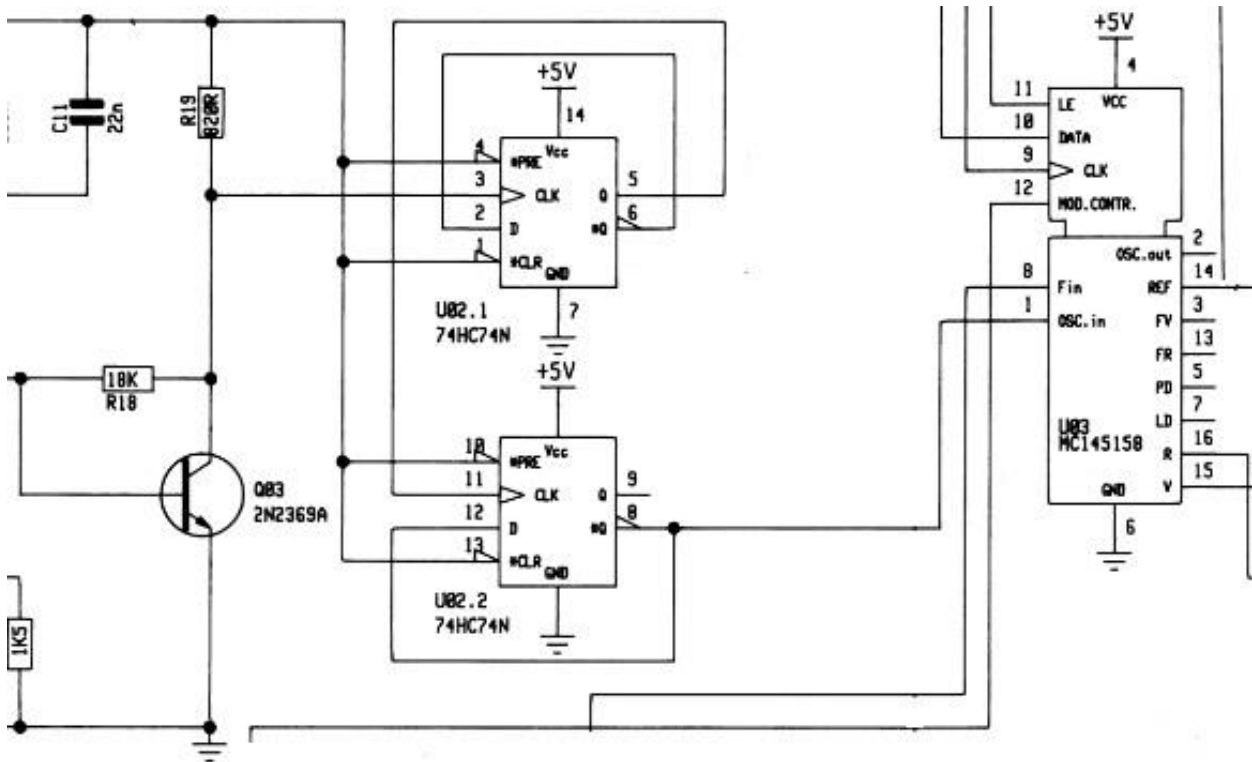 C11
22n
R19
820R
18K
R18
Q03
2N2369A
1K5
+5V
14
4
*PRE
Vcc
3
CLK
Q
5
2
D
*Q
6
1
*CLR
GND
7
U02.1
74HC74N
+5V
10
*PRE
Vcc
11
CLK
Q
9
12
D
*Q
8
13
*CLR
GND
U02.2
74HC74N
+5V
4
11
LE
VCC
10
DATA
9
CLK
12
MOD.CONTR.
OSC.out
2
8
Fin
REF
14
1
OSC.in
FV
3
FR
13
PD
5
LD
7
U03
MC145158
R
16
V
15
GND
6